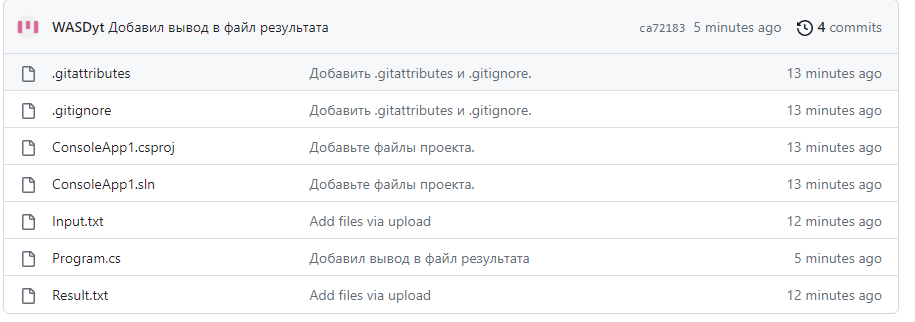 WASDyt Добавил вывод в файл результата ca72183 5 minutes ago 4 commits
.gitattributes Добавить .gitattributes и .gitignore. 13 minutes ago
.gitignore Добавить .gitattributes и .gitignore. 13 minutes ago
ConsoleApp1.csproj Добавьте файлы проекта. 13 minutes ago
ConsoleApp1.sln Добавьте файлы проекта. 13 minutes ago
Input.txt Add files via upload 12 minutes ago
Program.cs Добавил вывод в файл результата 5 minutes ago
Result.txt Add files via upload 12 minutes ago